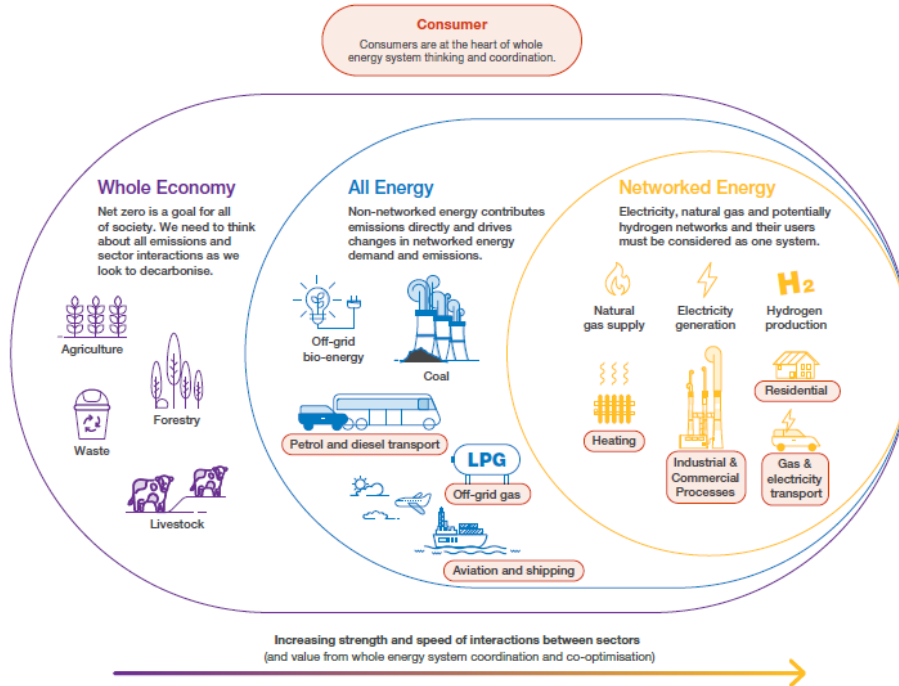 Consumer
Consumers are at the heart of whole
energy system thinking and coordination.
Whole Economy
Net zero is a goal for all
of society. We need to think
about all emissions and
sector interactions as we
look to decarbonise.
Agriculture
Forestry
Waste
Livestock
All Energy
Non-networked energy contributes
emissions directly and drives
changes in networked energy
demand and emissions.
Off-grid
bio-energy
Coal
Petrol and diesel transport
LPG
Off-grid gas
Aviation and shipping
Networked Energy
Electricity, natural gas and potentially
hydrogen networks and their users
must be considered as one system.
Natural
gas supply
Electricity
generation
H2
Hydrogen
production
Heating
Industrial &
Commercial
Processes
Residential
Gas &
electricity
transport
Increasing strength and speed of interactions between sectors
(and value from whole energy system coordination and co-optimisation)